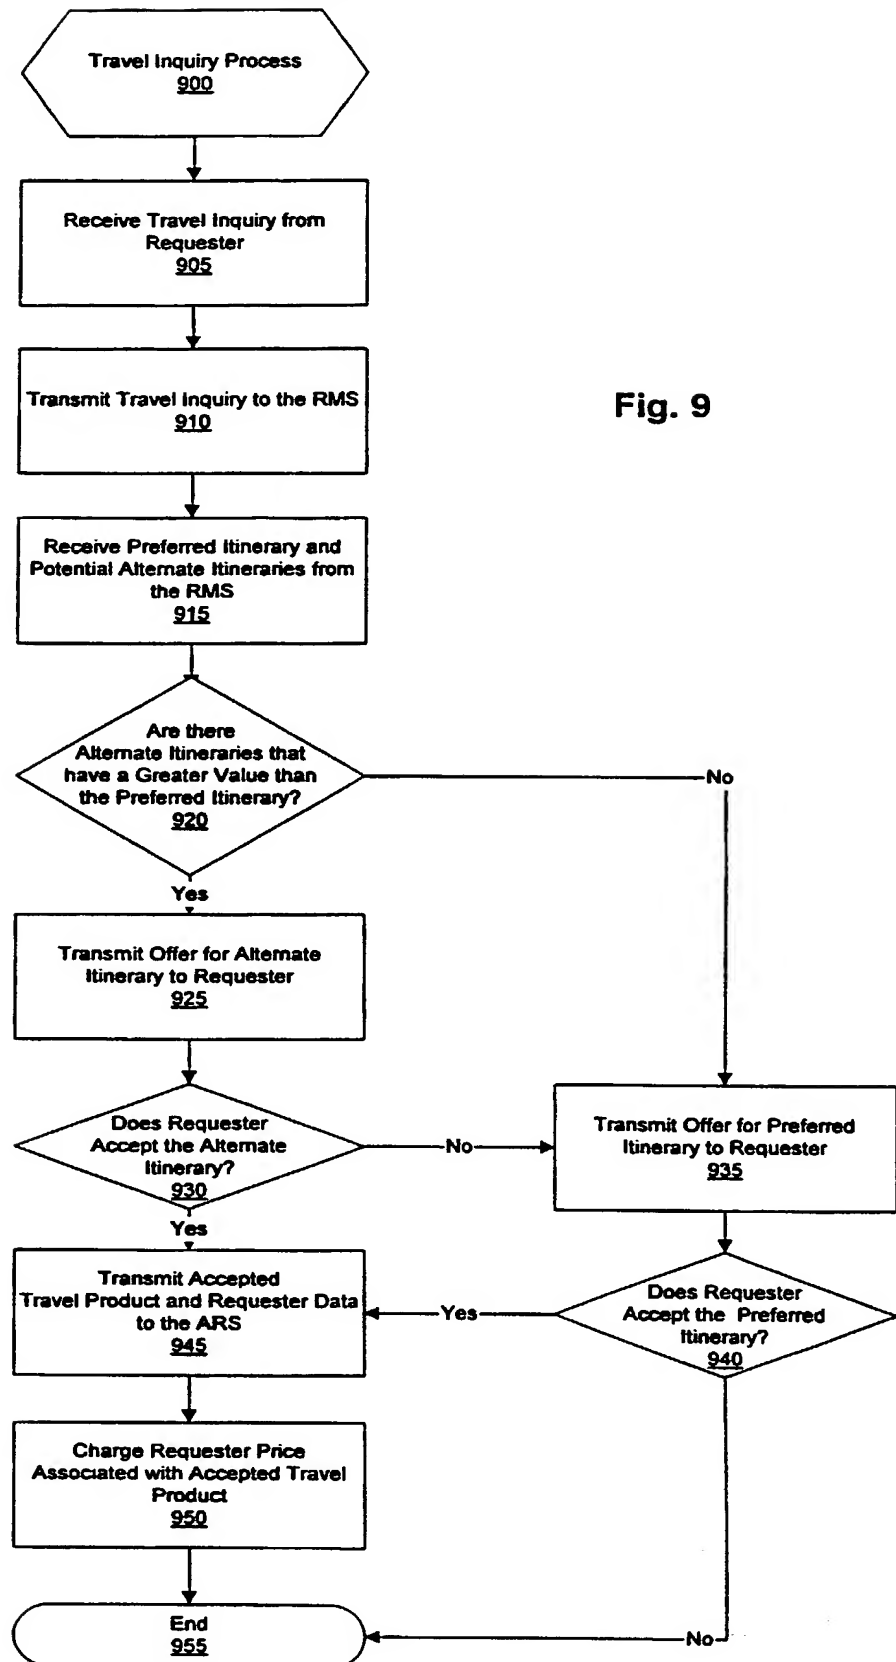 Travel Inquiry Process
900
Receive Travel Inquiry from
Requester
905
Transmit Travel Inquiry to the RMS
910
Fig. 9
Receive Preferred Itinerary and
Potential Alternate Itineraries from
the RMS
915
Are there
Alternate Itineraries that
have a Greater Value than
the Preferred Itinerary?
920
No
Yes
Transmit Offer for Alternate
Itinerary to Requester
925
Does Requester
Accept the Alternate
Itinerary?
930
No
Transmit Offer for Preferred
Itinerary to Requester
935
Yes
Transmit Accepted
Travel Product and Requester Data
to the ARS
945
Yes
Does Requester
Accept the Preferred
Itinerary?
940
Charge Requester Price
Associated with Accepted Travel
Product
950
End
955
No